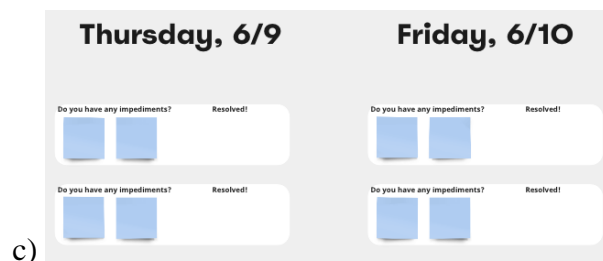 Thursday, 6/9
Friday, 6/10
Do you have any impediments? Resolved!
Do you have any impediments? Resolved!
Do you have any impediments? Resolved!
Do you have any impediments? Resolved!
c)